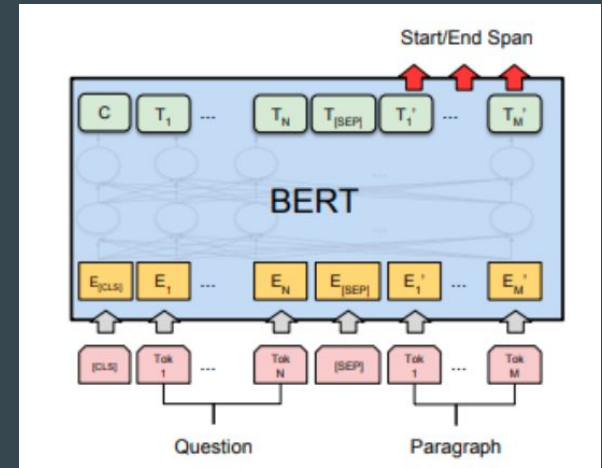 Start/End Span
C T1 ... TN T[SEP] T1' ... TM'
BERT
E[CLS] E1 ... EN E[SEP] E1' ... EM'
[CLS] Tok 1 ... Tok N [SEP] Tok 1 ... Tok M
Question Paragraph